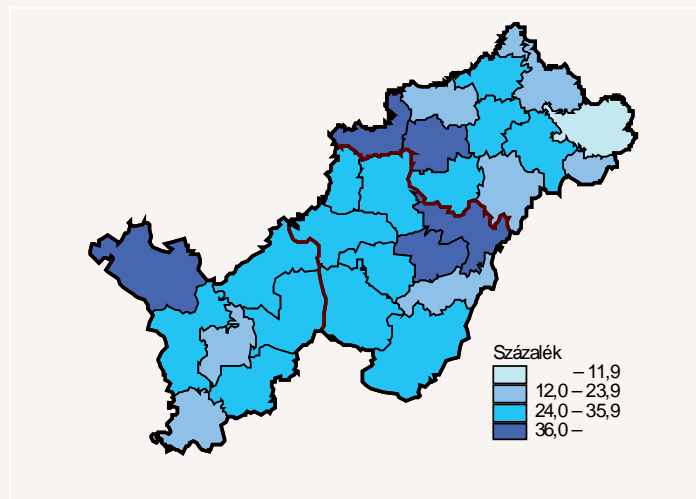 Százalék
– 11,9
12,0 – 23,9
24,0 – 35,9
36,0 –